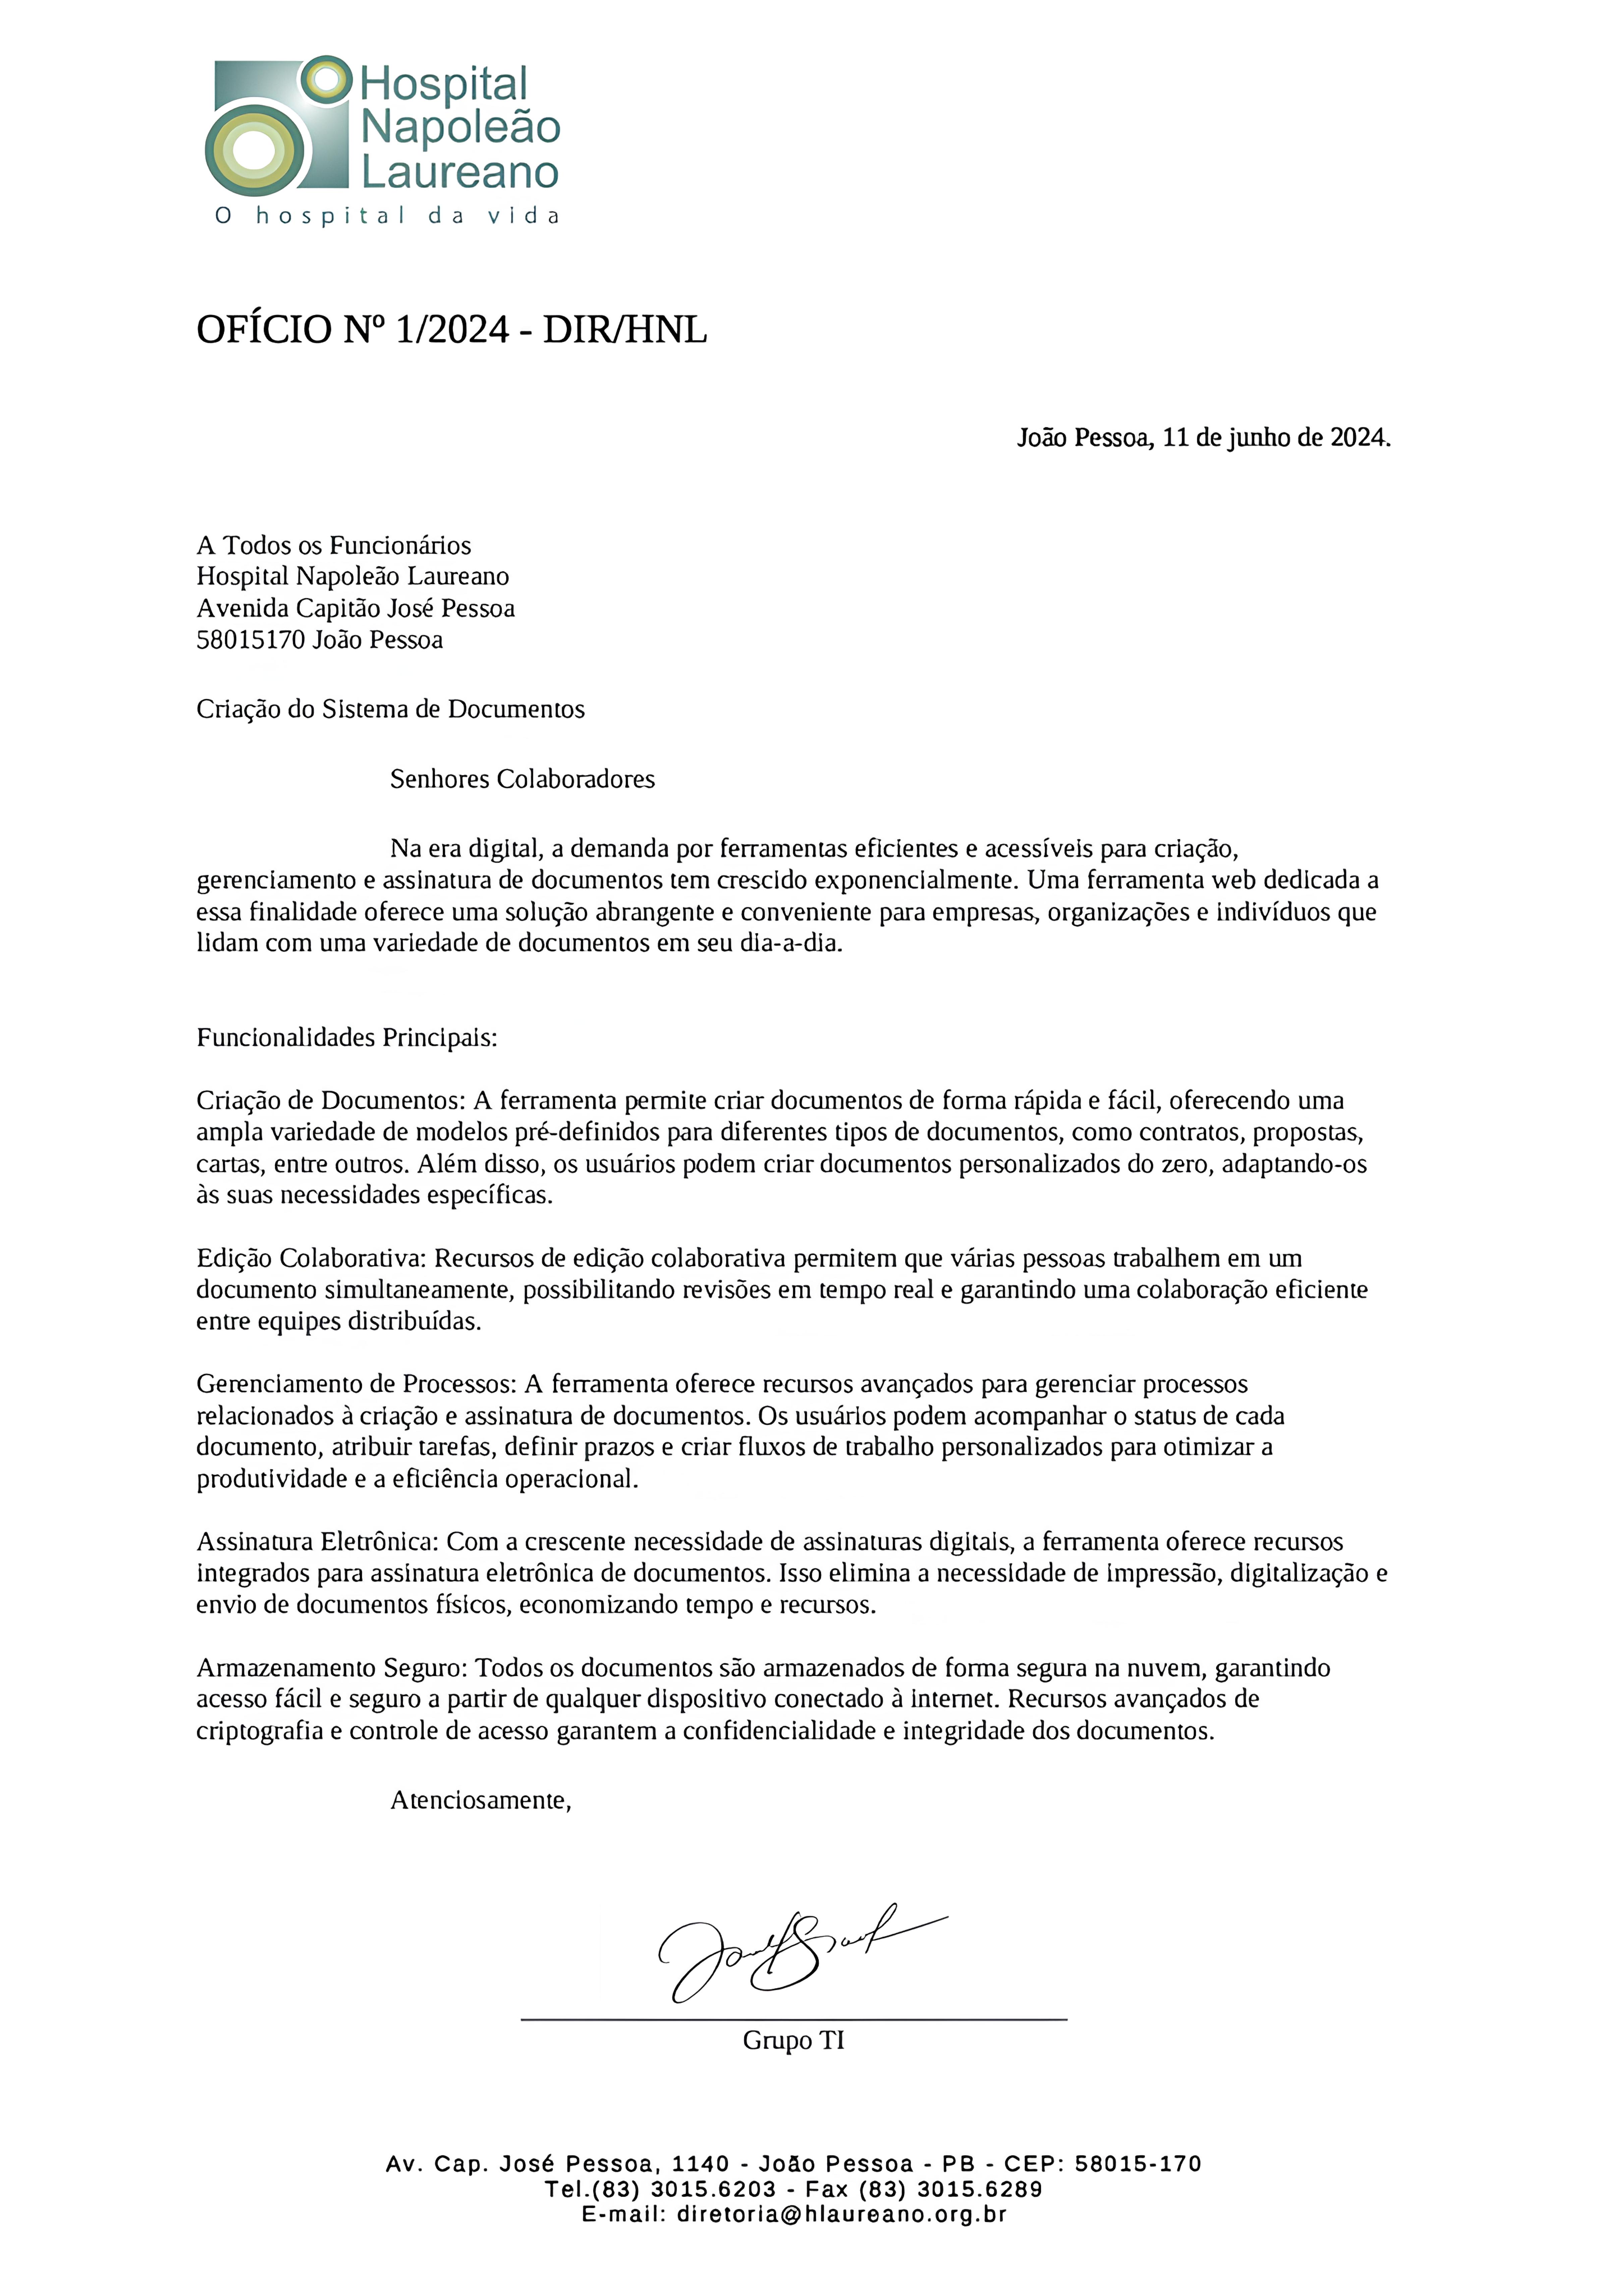 Hospital
Napoleão
Laureano
O hospital da vida
OFÍCIO Nº 1/2024 - DIR/HNL
João Pessoa, 11 de junho de 2024.
A Todos os Funcionários
Hospital Napoleão Laureano
Avenida Capitão José Pessoa
58015170 João Pessoa
Criação do Sistema de Documentos
Senhores Colaboradores
Na era digital, a demanda por ferramentas eficientes e acessíveis para criação,
gerenciamento e assinatura de documentos tem crescido exponencialmente. Uma ferramenta web dedicada a
essa finalidade oferece uma solução abrangente e conveniente para empresas, organizações e indivíduos que
lidam com uma variedade de documentos em seu dia-a-dia.
Funcionalidades Principais:
Criação de Documentos: A ferramenta permite criar documentos de forma rápida e fácil, oferecendo uma
ampla variedade de modelos pré-definidos para diferentes tipos de documentos, como contratos, propostas,
cartas, entre outros. Além disso, os usuários podem criar documentos personalizados do zero, adaptando-os
às suas necessidades específicas.
Edição Colaborativa: Recursos de edição colaborativa permitem que várias pessoas trabalhem em um
documento simultaneamente, possibilitando revisões em tempo real e garantindo uma colaboração eficiente
entre equipes distribuídas.
Gerenciamento de Processos: A ferramenta oferece recursos avançados para gerenciar processos
relacionados à criação e assinatura de documentos. Os usuários podem acompanhar o status de cada
documento, atribuir tarefas, definir prazos e criar fluxos de trabalho personalizados para otimizar a
produtividade e a eficiência operacional.
Assinatura Eletrônica: Com a crescente necessidade de assinaturas digitais, a ferramenta oferece recursos
integrados para assinatura eletrônica de documentos. Isso elimina a necessidade de impressão, digitalização e
envio de documentos físicos, economizando tempo e recursos.
Armazenamento Seguro: Todos os documentos são armazenados de forma segura na nuvem, garantindo
acesso fácil e seguro a partir de qualquer dispositivo conectado à internet. Recursos avançados de
criptografia e controle de acesso garantem a confidencialidade e integridade dos documentos.
Atenciosamente,
Grupo TI
Av. Cap. José Pessoa, 1140 - João Pessoa - PB - CEP: 58015-170
Tel.(83) 3015.6203 - Fax (83) 3015.6289
E-mail: diretoria@hlaureano.org.br